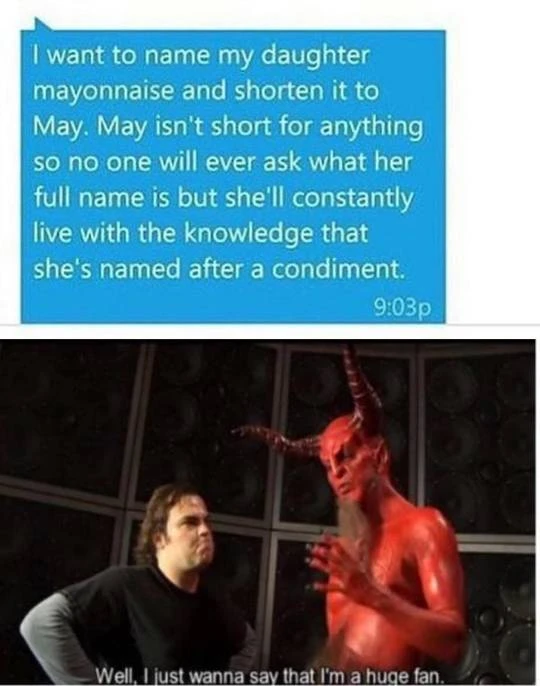 I want to name my daughter
mayonnaise and shorten it to
May. May isn't short for anything
so no one will ever ask what her
full name is but she'll constantly
live with the knowledge that
she's named after a condiment.
9:03p
Well, I just wanna say that I'm a huge fan.